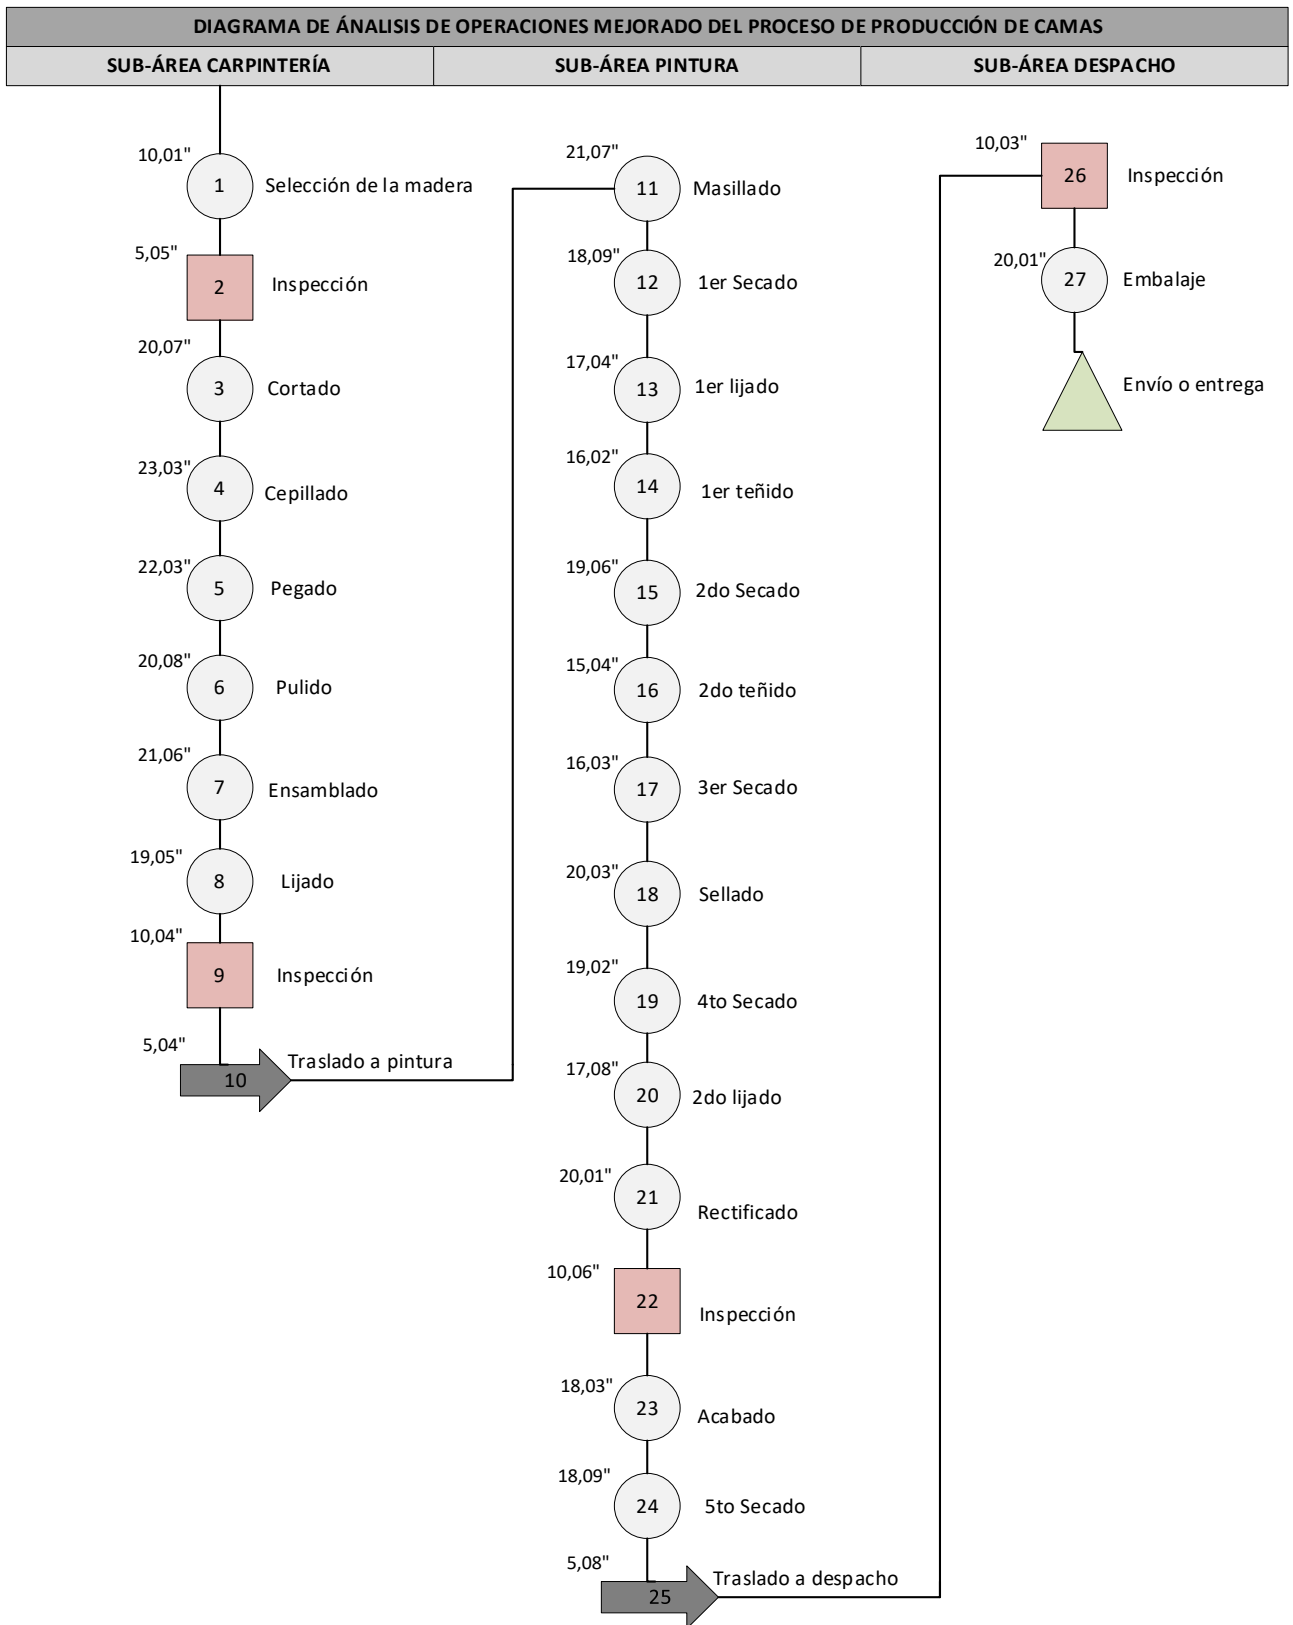 DIAGRAMA DE ÁNALISIS DE OPERACIONES MEJORADO DEL PROCESO DE PRODUCCIÓN DE CAMAS
SUB-ÁREA CARPINTERÍA
SUB-ÁREA PINTURA
SUB-ÁREA DESPACHO
10,01"
1
Selección de la madera
5,05"
2
Inspección
20,07"
3
Cortado
23,03"
4
Cepillado
22,03"
5
Pegado
20,08"
6
Pulido
21,06"
7
Ensamblado
19,05"
8
Lijado
10,04"
9
Inspección
5,04"
10
Traslado a pintura
21,07"
11
Masillado
18,09"
12
1er Secado
17,04"
13
1er lijado
16,02"
14
1er teñido
19,06"
15
2do Secado
15,04"
16
2do teñido
16,03"
17
3er Secado
20,03"
18
Sellado
19,02"
19
4to Secado
17,08"
20
2do lijado
20,01"
21
Rectificado
10,06"
22
Inspección
18,03"
23
Acabado
18,09"
24
5to Secado
5,08"
25
Traslado a despacho
10,03"
26
Inspección
20,01"
27
Embalaje
Envío o entrega